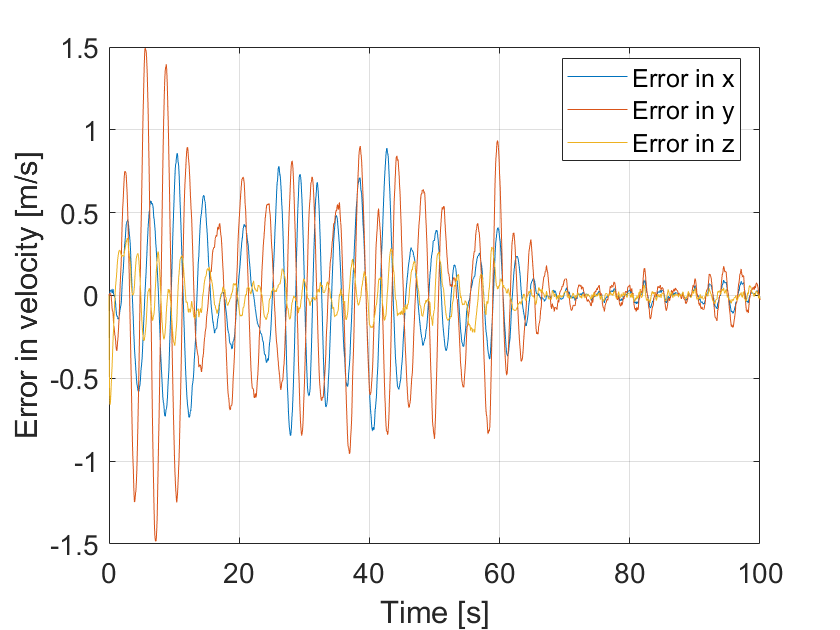 Error in x
Error in y
Error in z
1.5
1
0.5
0
-0.5
-1
-1.5
Error in velocity [m/s]
0 20 40 60 80 100
Time [s]